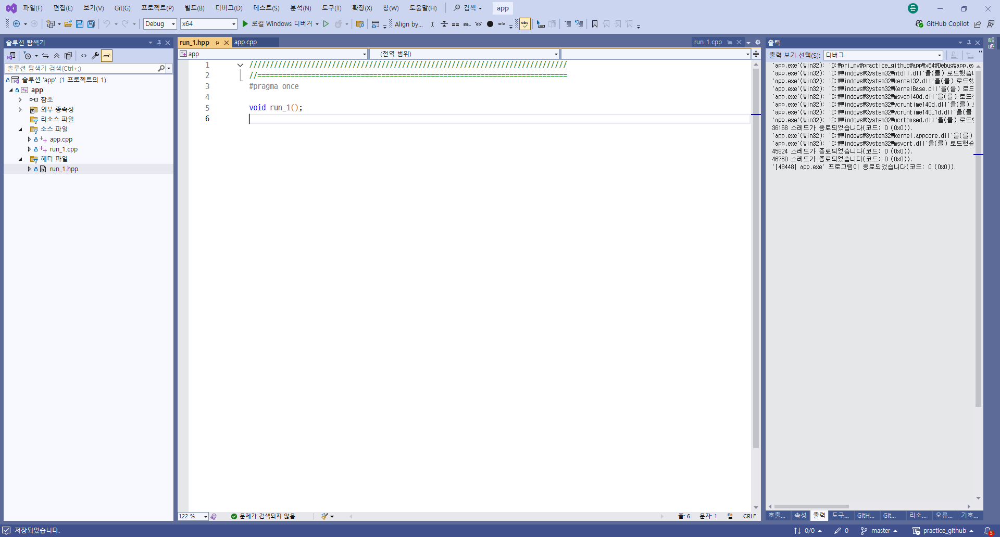 파일(F) 편집(E) 보기(V) Git(G) 프로젝트(P) 빌드(B) 디버그(D) 테스트(S) 분석(N) 도구(T) 확장(X) 창(W) 도움말(H) 검색 app
Debug x64 로컬 Windows 디버거 Align by... GitHub Copilot
솔루션 탐색기
솔루션 탐색기 검색(Ctrl+;)
솔루션 'app' (1 프로젝트의 1)
app
참조
외부 종속성
리소스 파일
소스 파일
app.cpp
run_1.cpp
헤더 파일
run_1.hpp
run_1.hpp app.cpp run_1.cpp
app (전역 범위)
1 /////////////////////////////////////////////////////////////////////////////
2 //===========================================================================
3 #pragma once
4
5 void run_1();
6
122 % 문제가 검색되지 않음 줄: 6 문자: 1 탭 CRLF
출력
출력 보기 선택(S): 디버그
'app.exe'(Win32): 'D:₩prj_my₩practice_github₩app₩x64₩Debug₩app.e
'app.exe'(Win32): 'C:₩Windows₩System32₩ntdll.dll'을(를) 로드했습니
'app.exe'(Win32): 'C:₩Windows₩System32₩kernel32.dll'을(를) 로드했
'app.exe'(Win32): 'C:₩Windows₩System32₩KernelBase.dll'을(를) 로드
'app.exe'(Win32): 'C:₩Windows₩System32₩msvcp140d.dll'을(를) 로드
'app.exe'(Win32): 'C:₩Windows₩System32₩vcruntime140d.dll'을(를) 로
'app.exe'(Win32): 'C:₩Windows₩System32₩vcruntime140_1d.dll'을(를)
'app.exe'(Win32): 'C:₩Windows₩System32₩ucrtbased.dll'을(를) 로드
36168 스레드가 종료되었습니다(코드: 0 (0x0)).
'app.exe'(Win32): 'C:₩Windows₩System32₩kernel.appcore.dll'을(를)
'app.exe'(Win32): 'C:₩Windows₩System32₩msvcrt.dll'을(를) 로드했습
45824 스레드가 종료되었습니다(코드: 0 (0x0)).
46760 스레드가 종료되었습니다(코드: 0 (0x0)).
'[48448] app.exe' 프로그램이 종료되었습니다(코드: 0 (0x0)).
호출... 속성 출력 도구... GitH... Git... 리소... 오류... 기호...
알림
저장되었습니다. 0/0 0 master practice_github 3